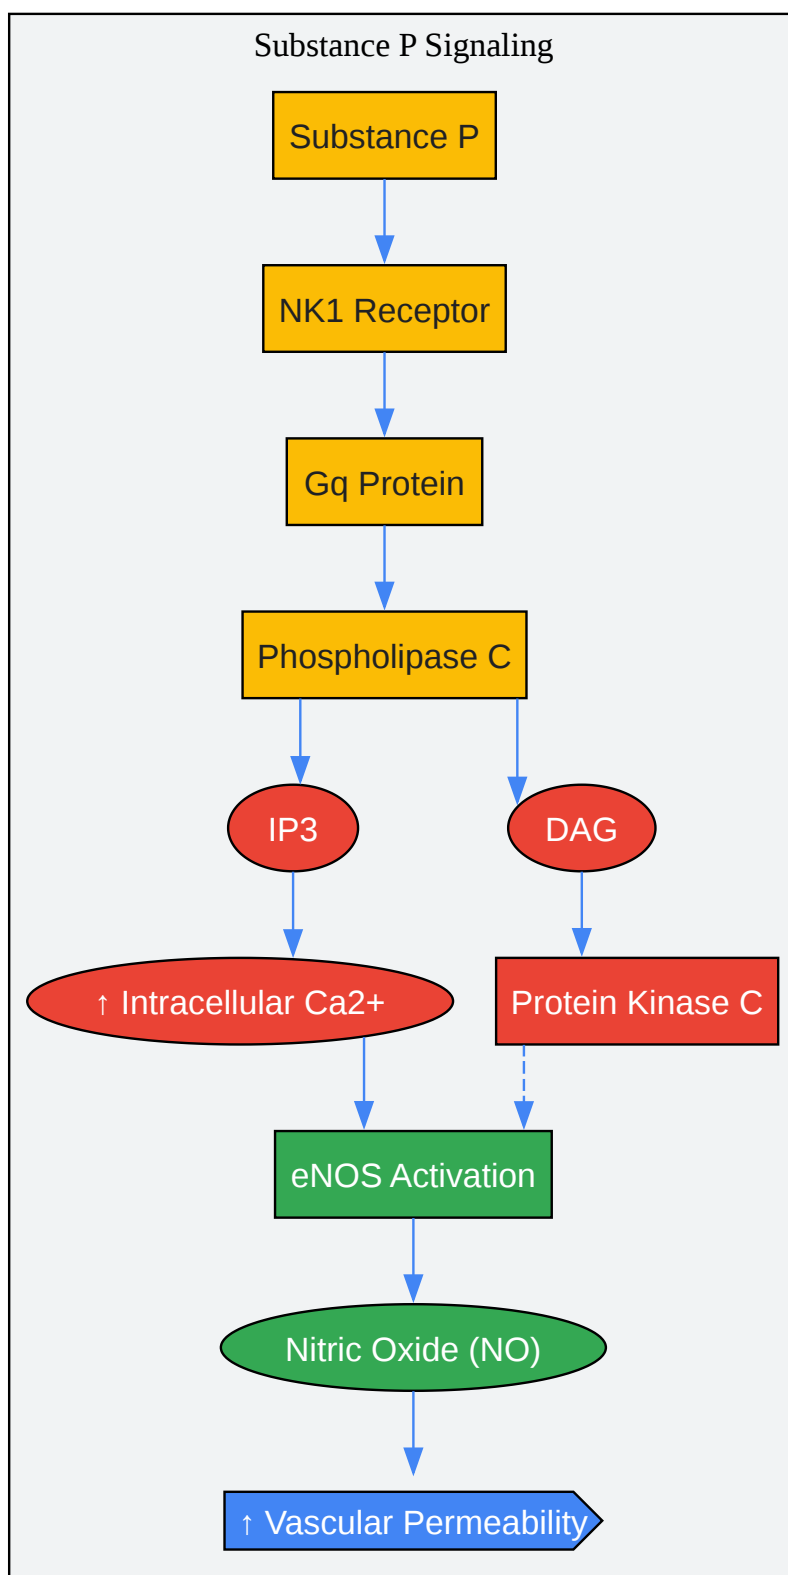 Substance P Signaling
Substance P
NK1 Receptor
Gq Protein
Phospholipase C
IP3
DAG
↑ Intracellular Ca2+
Protein Kinase C
eNOS Activation
Nitric Oxide (NO)
↑ Vascular Permeability